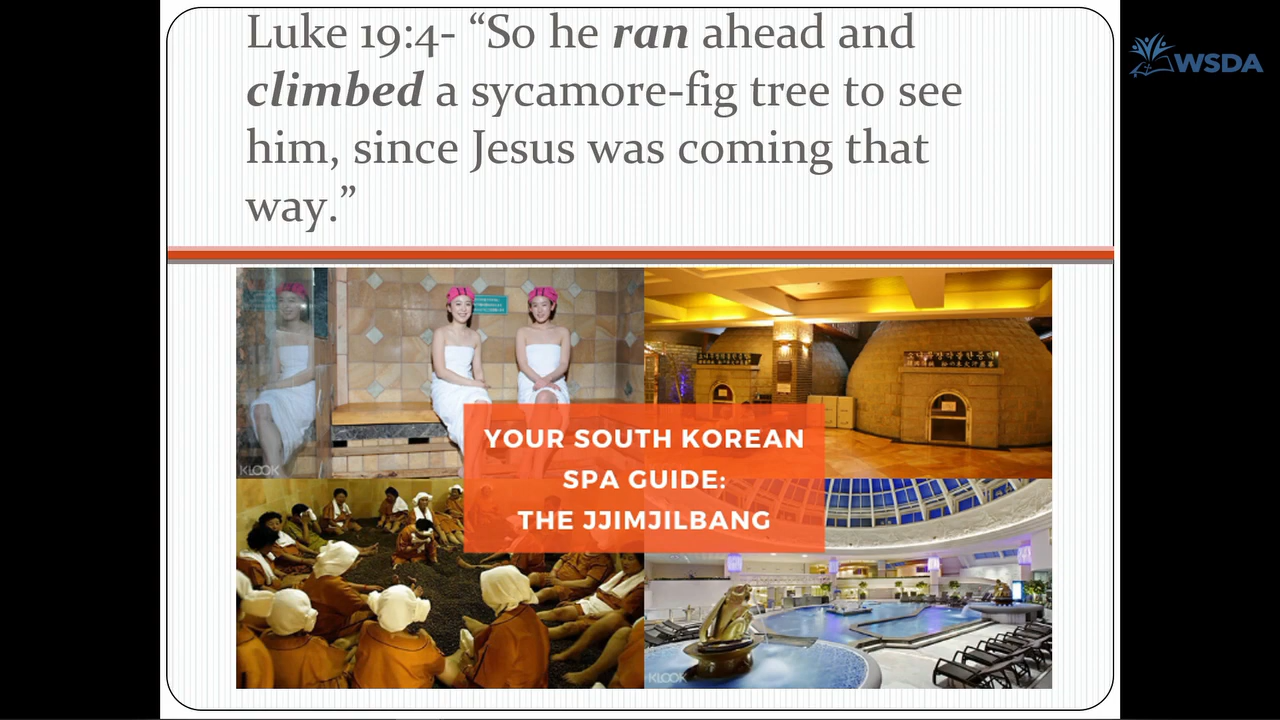 Luke 19:4- “So he ran ahead and
climbed a sycamore-fig tree to see
him, since Jesus was coming that
way.”
WSDA
YOUR SOUTH KOREAN
SPA GUIDE:
THE JJIMJILBANG
KLOOK
KLOOK